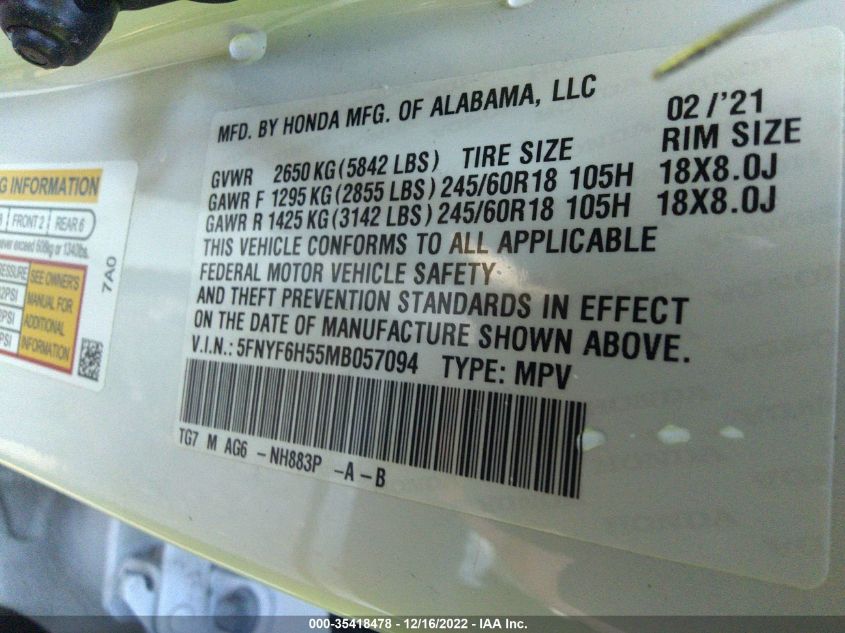 MFD. BY HONDA MFG. OF ALABAMA, LLC 02 /'21
GVWR 2650 KG (5842 LBS) TIRE SIZE RIM SIZE
GAWR F 1295 KG (2855 LBS) 245/60R18 105H 18X8.0J
GAWR R 1425 KG (3142 LBS) 245/60R18 105H 18X8.0J
THIS VEHICLE CONFORMS TO ALL APPLICABLE
FEDERAL MOTOR VEHICLE SAFETY
AND THEFT PREVENTION STANDARDS IN EFFECT
ON THE DATE OF MANUFACTURE SHOWN ABOVE.
V.I.N.: 5FNYF6H55MB057094 TYPE: MPV
TG7 M AG6 - NH883P - A - B
INFORMATION
FRONT 2 REAR 6
exceed 608kg or 1340lbs.
SEE OWNER'S
MANUAL FOR
ADDITIONAL
INFORMATION
7A0
000-35418478 - 12/16/2022 - IAA Inc.